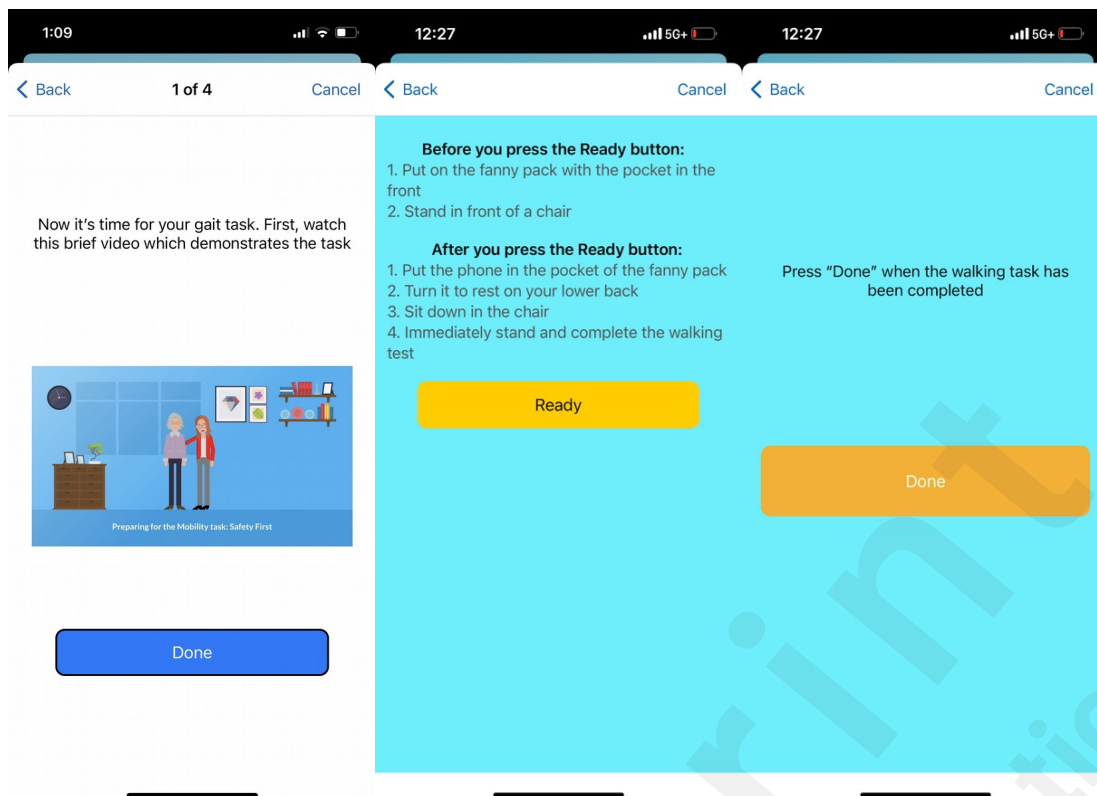 1:09
Back
1 of 4
Cancel
Now it’s time for your gait task. First, watch
this brief video which demonstrates the task
Preparing for the Mobility task: Safety First
Done
12:27
5G+
Back
Cancel
Before you press the Ready button:
1. Put on the fanny pack with the pocket in the
front
2. Stand in front of a chair
After you press the Ready button:
1. Put the phone in the pocket of the fanny pack
2. Turn it to rest on your lower back
3. Sit down in the chair
4. Immediately stand and complete the walking
test
Ready
12:27
5G+
Back
Cancel
Press “Done” when the walking task has
been completed
Done
rint